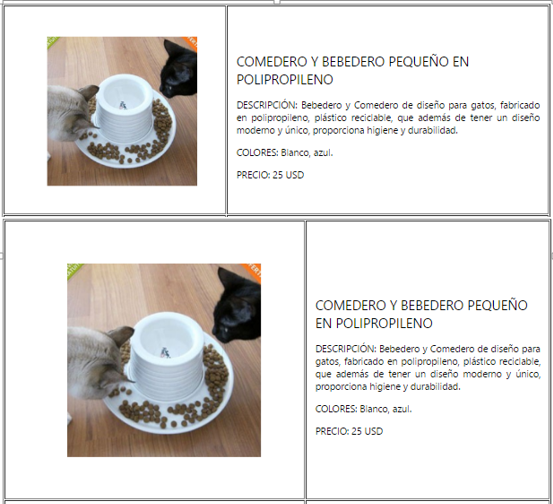 COMEDERO Y BEBEDERO PEQUEÑO EN
POLIPROPILENO
DESCRIPCIÓN: Bebedero y Comedero de diseño para gatos, fabricado
en polipropileno, plástico reciclable, que además de tener un diseño
moderno y único, proporciona higiene y durabilidad.
COLORES: Blanco, azul.
PRECIO: 25 USD
COMEDERO Y BEBEDERO PEQUEÑO
EN POLIPROPILENO
DESCRIPCIÓN: Bebedero y Comedero de diseño para
gatos, fabricado en polipropileno, plástico reciclable,
que además de tener un diseño moderno y único,
proporciona higiene y durabilidad.
COLORES: Blanco, azul.
PRECIO: 25 USD